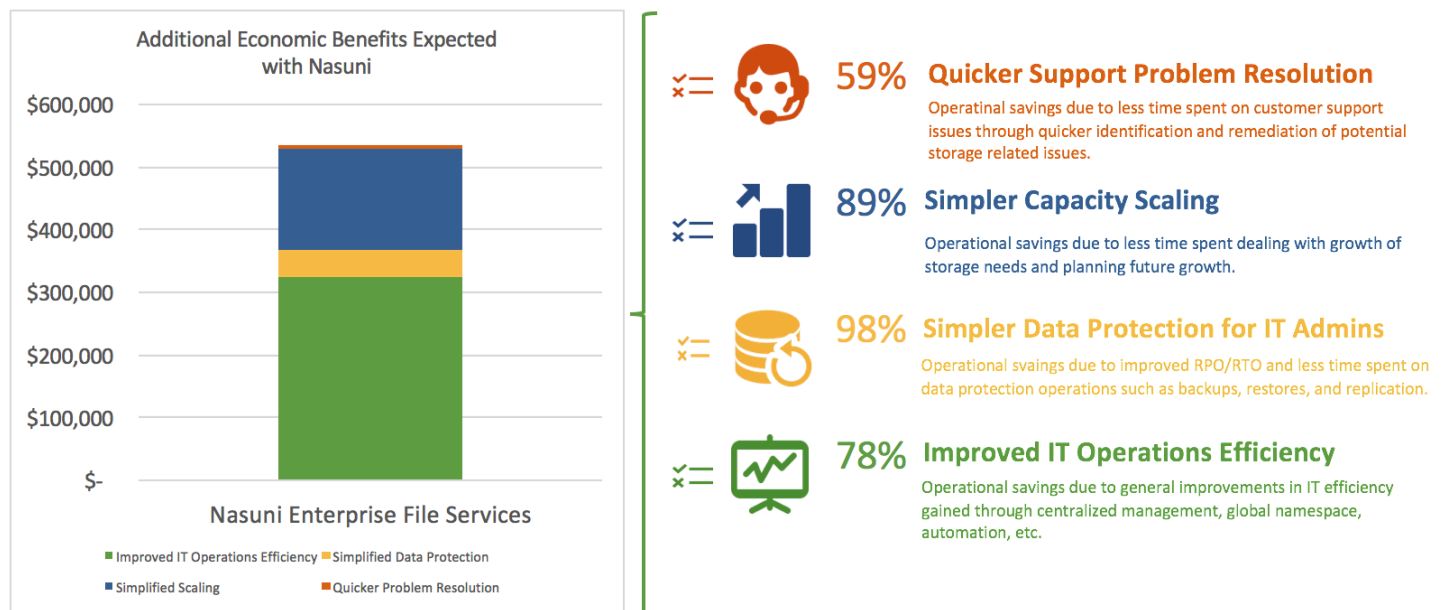 Additional Economic Benefits Expected
with Nasuni
$600,000
$500,000
$400,000
$300,000
$200,000
$100,000
$-
Nasuni Enterprise File Services
Improved IT Operations Efficiency
Simplified Data Protection
Simplified Scaling
Quicker Problem Resolution
59%
Quicker Support Problem Resolution
Operatinal savings due to less time spent on customer support
issues through quicker identification and remediation of potential
storage related issues.
89%
Simpler Capacity Scaling
Operational savings due to less time spent dealing with growth of
storage needs and planning future growth.
98%
Simpler Data Protection for IT Admins
Operational svaings due to improved RPO/RTO and less time spent on
data protection operations such as backups, restores, and replication.
78%
Improved IT Operations Efficiency
Operational savings due to general improvements in IT efficiency
gained through centralized management, global namespace,
automation, etc.